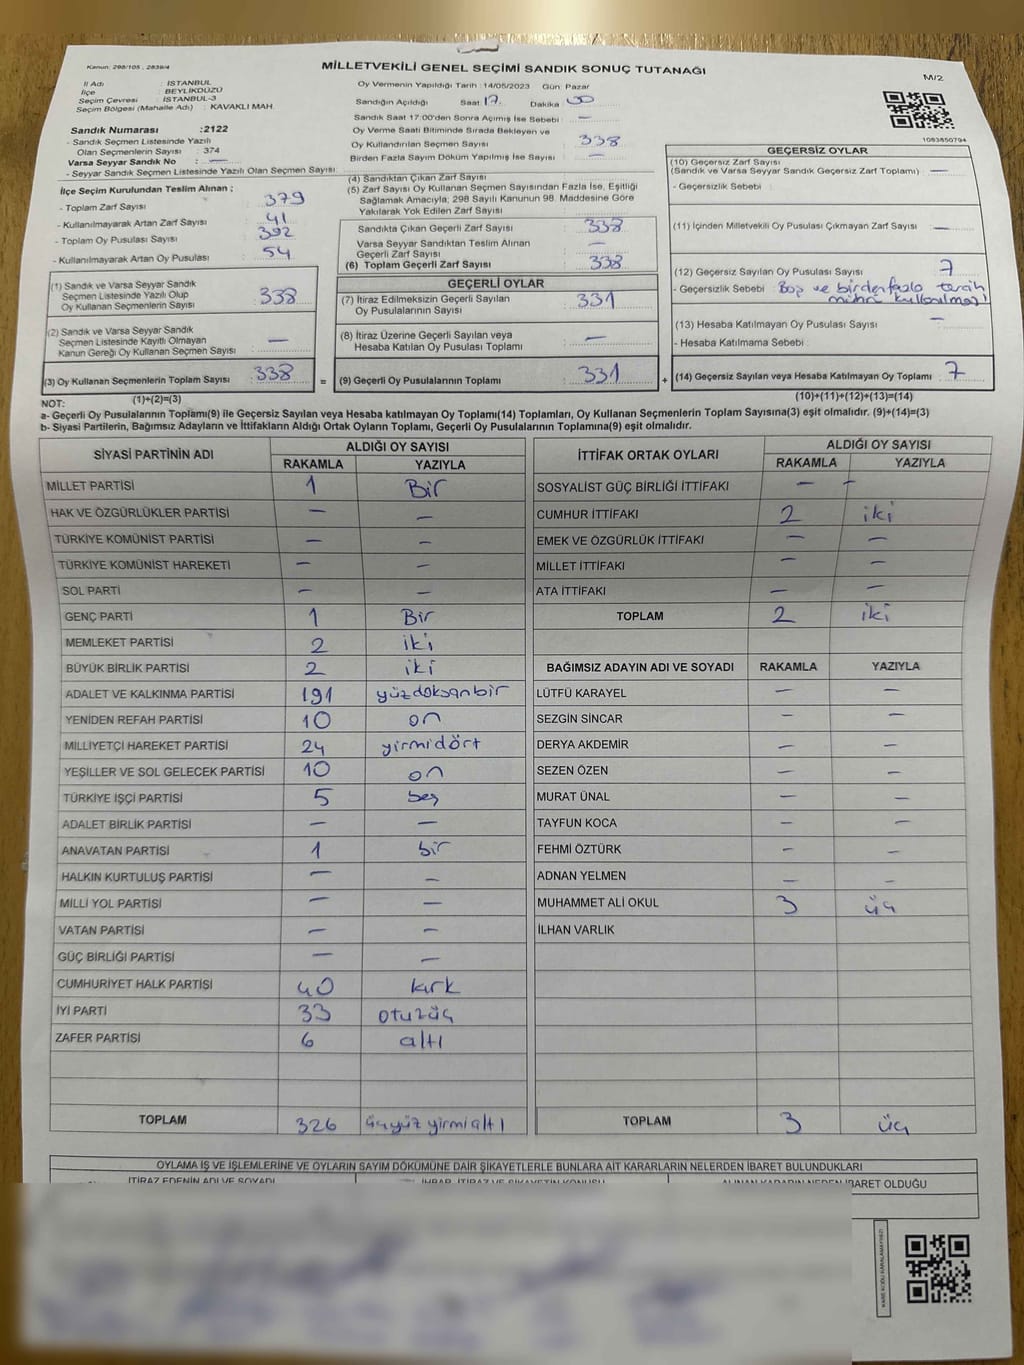 Kanun: 298/105 , 2839/4
MİLLETVEKİLİ GENEL SEÇİMİ SANDIK SONUÇ TUTANAĞI
M/2
İl Adı : İSTANBUL
İlçe : BEYLİKDÜZÜ
Seçim Çevresi : İSTANBUL-3
Seçim Bölgesi (Mahalle Adı) : KAVAKLI MAH.
Sandık Numarası :2122
- Sandık Seçmen Listesinde Yazılı
Olan Seçmenlerin Sayısı : 374
Varsa Seyyar Sandık No : —
- Seyyar Sandık Seçmen Listesinde Yazılı Olan Seçmen Sayısı:
İlçe Seçim Kurulundan Teslim Alınan ;
- Toplam Zarf Sayısı : 379
- Kullanılmayarak Artan Zarf Sayısı : 41
- Toplam Oy Pusulası Sayısı : 392
- Kullanılmayarak Artan Oy Pusulası : 54
Oy Vermenin Yapıldığı Tarih : 14/05/2023 Gün: Pazar
Sandığın Açıldığı Saat 17. Dakika 00
Sandık Saat 17:00'den Sonra Açımış İse Sebebi : —
Oy Verme Saati Bitiminde Sırada Bekleyen ve
Oy Kullandırılan Seçmen Sayısı : 338
Birden Fazla Sayım Döküm Yapılmış İse Sayısı : —
(4) Sandıktan Çıkan Zarf Sayısı
(5) Zarf Sayısı Oy Kullanan Seçmen Sayısından Fazla İse, Eşitliği
Sağlamak Amacıyla; 298 Sayılı Kanunun 98. Maddesine Göre
Yakılarak Yok Edilen Zarf Sayısı :
Sandıkta Çıkan Geçerli Zarf Sayısı : 338
Varsa Seyyar Sandıktan Teslim Alınan
Geçerli Zarf Sayısı : —
(6) Toplam Geçerli Zarf Sayısı : 338
1093850794
GEÇERSİZ OYLAR
(10) Geçersiz Zarf Sayısı
(Sandık ve Varsa Seyyar Sandık Geçersiz Zarf Toplamı) : —
- Geçersizlik Sebebi :
(11) İçinden Milletvekili Oy Pusulası Çıkmayan Zarf Sayısı : —
(12) Geçersiz Sayılan Oy Pusulası Sayısı : 7
- Geçersizlik Sebebi : Boş ve birden fazla tercih
mührü kullanılması
(13) Hesaba Katılmayan Oy Pusulası Sayısı : —
- Hesaba Katılmama Sebebi :
(1) Sandık ve Varsa Seyyar Sandık
Seçmen Listesinde Yazılı Olup
Oy Kullanan Seçmenlerin Sayısı : 338
(2) Sandık ve Varsa Seyyar Sandık
Seçmen Listesinde Kayıtlı Olmayan
Kanun Gereği Oy Kullanan Seçmen Sayısı : —
GEÇERLİ OYLAR
(7) İtiraz Edilmeksizin Geçerli Sayılan
Oy Pusulalarının Sayısı : 331
(8) İtiraz Üzerine Geçerli Sayılan veya
Hesaba Katılan Oy Pusulası Toplamı : —
(3) Oy Kullanan Seçmenlerin Toplam Sayısı : 338 = (9) Geçerli Oy Pusulalarının Toplamı : 331 + (14) Geçersiz Sayılan veya Hesaba Katılmayan Oy Toplamı : 7
NOT: (1)+(2)=(3) (10)+(11)+(12)+(13)=(14)
a- Geçerli Oy Pusulalarının Toplamı(9) ile Geçersiz Sayılan veya Hesaba katılmayan Oy Toplamı(14) Toplamları, Oy Kullanan Seçmenlerin Toplam Sayısına(3) eşit olmalıdır. (9)+(14)=(3)
b- Siyasi Partilerin, Bağımsız Adayların ve İttifakların Aldığı Ortak Oyların Toplamı, Geçerli Oy Pusulalarının Toplamına(9) eşit olmalıdır.
SİYASİ PARTİNİN ADI ALDIĞI OY SAYISI
RAKAMLA YAZIYLA
MİLLET PARTİSİ 1 Bir
HAK VE ÖZGÜRLÜKLER PARTİSİ — —
TÜRKİYE KOMÜNİST PARTİSİ — —
TÜRKİYE KOMÜNİST HAREKETİ — —
SOL PARTİ — —
GENÇ PARTİ 1 Bir
MEMLEKET PARTİSİ 2 iki
BÜYÜK BİRLİK PARTİSİ 2 iki
ADALET VE KALKINMA PARTİSİ 191 yüzdoksanbir
YENİDEN REFAH PARTİSİ 10 on
MİLLİYETÇİ HAREKET PARTİSİ 24 yirmidört
YEŞİLLER VE SOL GELECEK PARTİSİ 10 on
TÜRKİYE İŞÇİ PARTİSİ 5 beş
ADALET BİRLİK PARTİSİ — —
ANAVATAN PARTİSİ 1 bir
HALKIN KURTULUŞ PARTİSİ — —
MİLLİ YOL PARTİSİ — —
VATAN PARTİSİ — —
GÜÇ BİRLİĞİ PARTİSİ — —
CUMHURİYET HALK PARTİSİ 40 kırk
İYİ PARTİ 33 otuzüç
ZAFER PARTİSİ 6 altı
TOPLAM 326 üçyüz yirmialtı
İTTİFAK ORTAK OYLARI ALDIĞI OY SAYISI
RAKAMLA YAZIYLA
SOSYALİST GÜÇ BİRLİĞİ İTTİFAKI — —
CUMHUR İTTİFAKI 2 iki
EMEK VE ÖZGÜRLÜK İTTİFAKI — —
MİLLET İTTİFAKI — —
ATA İTTİFAKI — —
TOPLAM 2 iki
BAĞIMSIZ ADAYIN ADI VE SOYADI RAKAMLA YAZIYLA
LÜTFÜ KARAYEL — —
SEZGİN SİNCAR — —
DERYA AKDEMİR — —
SEZEN ÖZEN — —
MURAT ÜNAL — —
TAYFUN KOCA — —
FEHMİ ÖZTÜRK — —
ADNAN YELMEN — —
MUHAMMET ALİ OKUL 3 üç
İLHAN VARLIK
TOPLAM 3 üç
OYLAMA İŞ VE İŞLEMLERİNE VE OYLARIN SAYIM DÖKÜMÜNE DAİR ŞİKAYETLERLE BUNLARA AİT KARARLARIN NELERDEN İBARET BULUNDUKLARI
İTİRAZ EDENİN ADI VE SOYADI İHBAR, İTİRAZ VE ŞİKAYETİN KONUSU ALINAN KARARIN NEDEN İBARET OLDUĞU